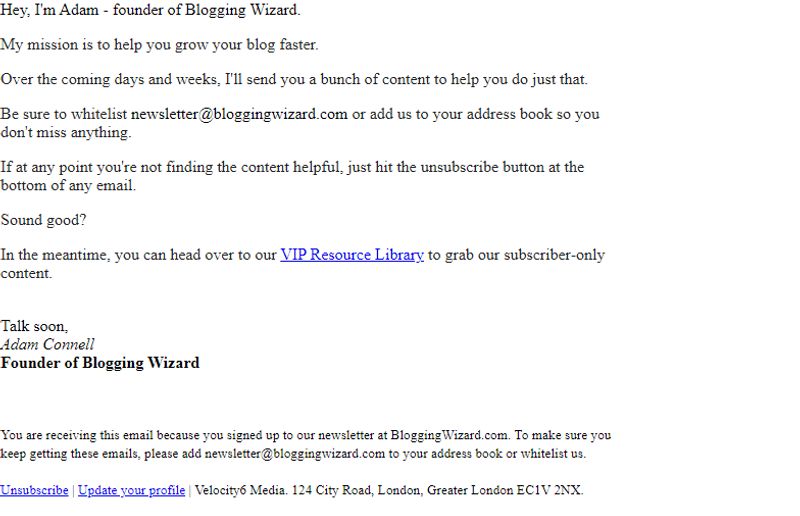 Hey, I'm Adam - founder of Blogging Wizard.
My mission is to help you grow your blog faster.
Over the coming days and weeks, I'll send you a bunch of content to help you do just that.
Be sure to whitelist newsletter@bloggingwizard.com or add us to your address book so you
don't miss anything.
If at any point you're not finding the content helpful, just hit the unsubscribe button at the
bottom of any email.
Sound good?
In the meantime, you can head over to our VIP Resource Library to grab our subscriber-only
content.
Talk soon,
Adam Connell
Founder of Blogging Wizard
You are receiving this email because you signed up to our newsletter at BloggingWizard.com. To make sure you
keep getting these emails, please add newsletter@bloggingwizard.com to your address book or whitelist us.
Unsubscribe | Update your profile | Velocity6 Media. 124 City Road, London, Greater London EC1V 2NX.